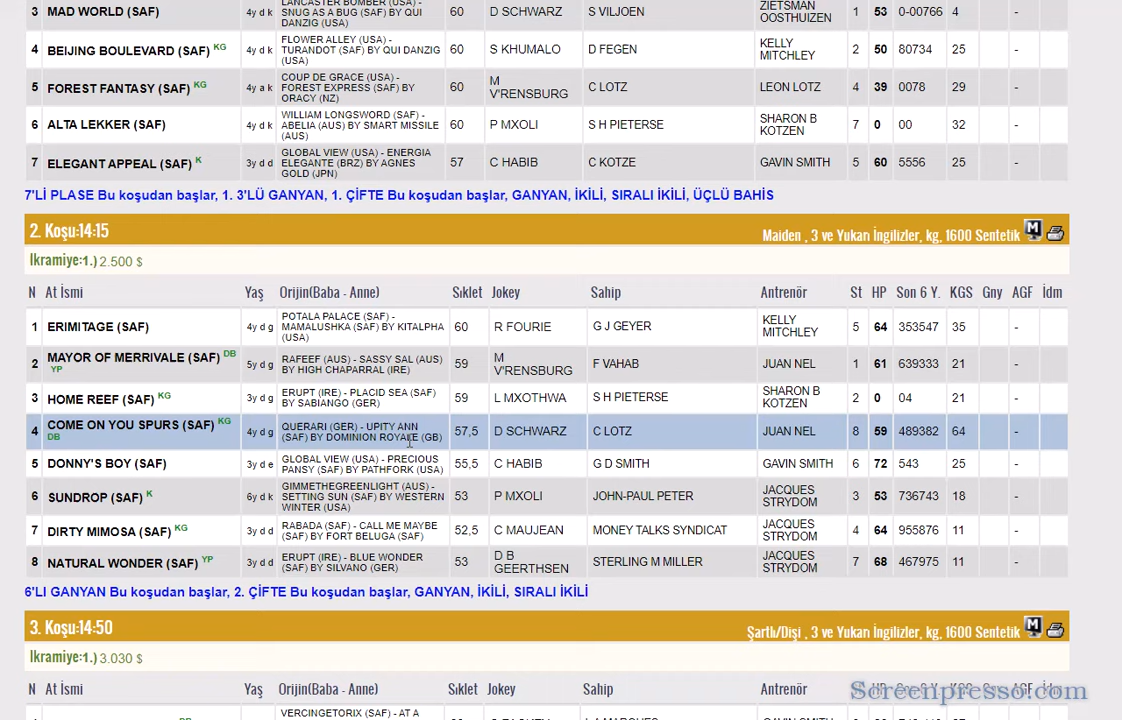 LANCASTER BOMBER (USA) -
3 MAD WORLD (SAF) 4y d k SNUG AS A BUG (SAF) BY QUI DANZIG (USA) 60 D SCHWARZ S VILJOEN ZIETSMAN OOSTHUIZEN 1 53 0-00766 4
4 BEIJING BOULEVARD (SAF) KG 4y d k FLOWER ALLEY (USA) - TURANDOT (SAF) BY QUI DANZIG (USA) 60 S KHUMALO D FEGEN KELLY MITCHLEY 2 50 80734 25 -
5 FOREST FANTASY (SAF) KG 4y a k COUP DE GRACE (USA) - FOREST EXPRESS (SAF) BY ORACY (NZ) 60 M V'RENSBURG C LOTZ LEON LOTZ 4 39 0078 29 -
6 ALTA LEKKER (SAF) 4y d k WILLIAM LONGSWORD (SAF) - ABELIA (AUS) BY SMART MISSILE (AUS) 60 P MXOLI S H PIETERSE SHARON B KOTZEN 7 0 00 32 -
7 ELEGANT APPEAL (SAF) K 3y d d GLOBAL VIEW (USA) - ENERGIA ELEGANTE (BRZ) BY AGNES GOLD (JPN) 57 C HABIB C KOTZE GAVIN SMITH 5 60 5556 25 -
7'Lİ PLASE Bu koşudan başlar, 1. 3'LÜ GANYAN, 1. ÇİFTE Bu koşudan başlar, GANYAN, İKİLİ, SIRALI İKİLİ, ÜÇLÜ BAHİS
2. Koşu:14:15 Maiden , 3 ve Yukarı İngilizler, kg, 1600 Sentetik M
İkramiye:1.) 2.500 $
N At İsmi Yaş Orijin(Baba - Anne) Sıklet Jokey Sahip Antrenör St HP Son 6 Y. KGS Gny AGF İdm
1 ERIMITAGE (SAF) 4y d g POTALA PALACE (SAF) - MAMALUSHKA (SAF) BY KITALPHA (USA) 60 R FOURIE G J GEYER KELLY MITCHLEY 5 64 353547 35 -
2 MAYOR OF MERRIVALE (SAF) DB YP 5y d g RAFEEF (AUS) - SASSY SAL (AUS) BY HIGH CHAPARRAL (IRE) 59 M V'RENSBURG F VAHAB JUAN NEL 1 61 639333 21 -
3 HOME REEF (SAF) KG 3y d g ERUPT (IRE) - PLACID SEA (SAF) BY SABIANGO (GER) 59 L MXOTHWA S H PIETERSE SHARON B KOTZEN 2 0 04 21 -
4 COME ON YOU SPURS (SAF) KG DB 4y d g QUERARI (GER) - UPITY ANN (SAF) BY DOMINION ROYALE (GB) 57,5 D SCHWARZ C LOTZ JUAN NEL 8 59 489382 64 -
5 DONNY'S BOY (SAF) 3y d e GLOBAL VIEW (USA) - PRECIOUS PANSY (SAF) BY PATHFORK (USA) 55,5 C HABIB G D SMITH GAVIN SMITH 6 72 543 25 -
6 SUNDROP (SAF) K 6y d k GIMMETHEGREENLIGHT (AUS) - SETTING SUN (SAF) BY WESTERN WINTER (USA) 53 P MXOLI JOHN-PAUL PETER JACQUES STRYDOM 3 53 736743 18 -
7 DIRTY MIMOSA (SAF) KG 3y d d RABADA (SAF) - CALL ME MAYBE (SAF) BY FORT BELUGA (SAF) 52,5 C MAUJEAN MONEY TALKS SYNDICAT JACQUES STRYDOM 4 64 955876 11 -
8 NATURAL WONDER (SAF) YP 3y d d ERUPT (IRE) - BLUE WONDER (SAF) BY SILVANO (GER) 53 D B GEERTHSEN STERLING M MILLER JACQUES STRYDOM 7 68 467975 11 -
6'LI GANYAN Bu koşudan başlar, 2. ÇİFTE Bu koşudan başlar, GANYAN, İKİLİ, SIRALI İKİLİ
3. Koşu:14:50 Şartlı/Dişi , 3 ve Yukarı İngilizler, kg, 1600 Sentetik M
İkramiye:1.) 3.030 $
N At İsmi Yaş Orijin(Baba - Anne) Sıklet Jokey Sahip Antrenör
Screenpresso.com
VERCINGETORIX (SAF) - AT A